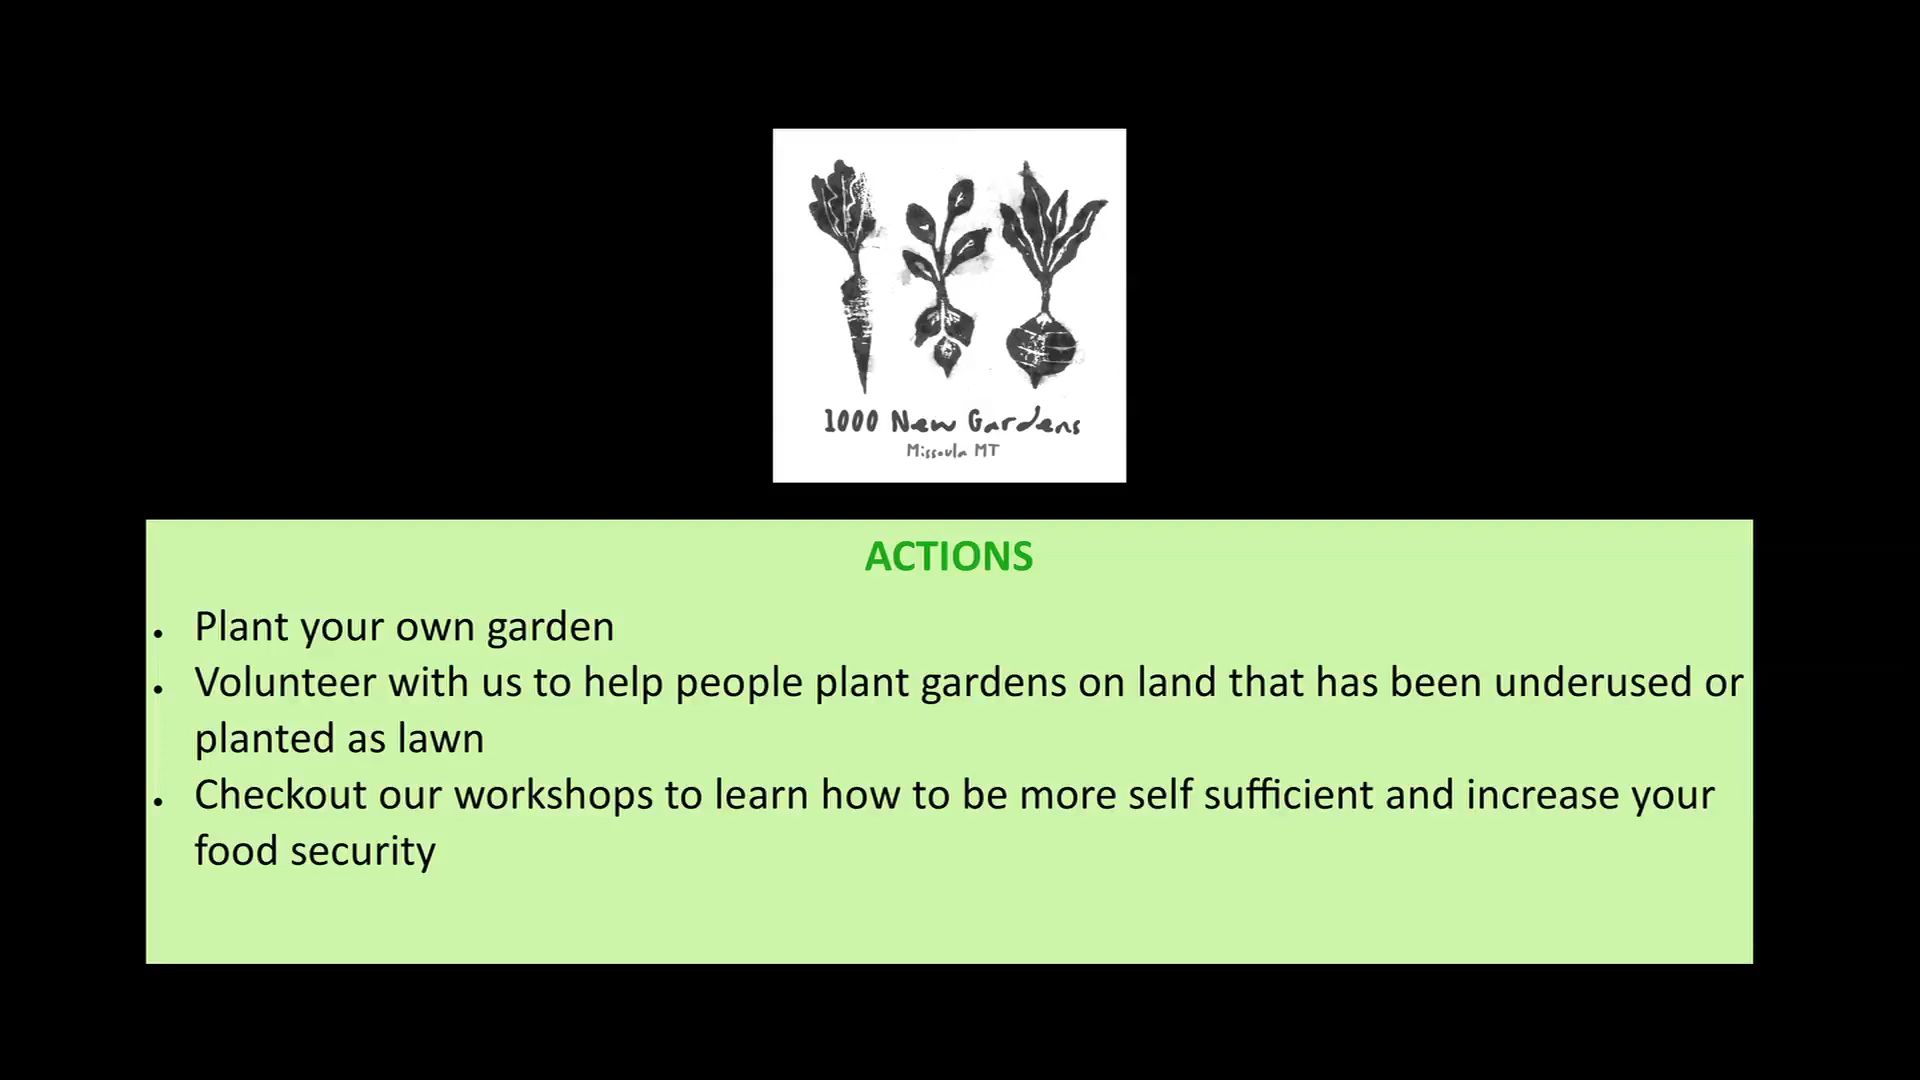 1000 New Gardens
Missoula MT
ACTIONS
• Plant your own garden
• Volunteer with us to help people plant gardens on land that has been underused or
planted as lawn
• Checkout our workshops to learn how to be more self sufficient and increase your
food security